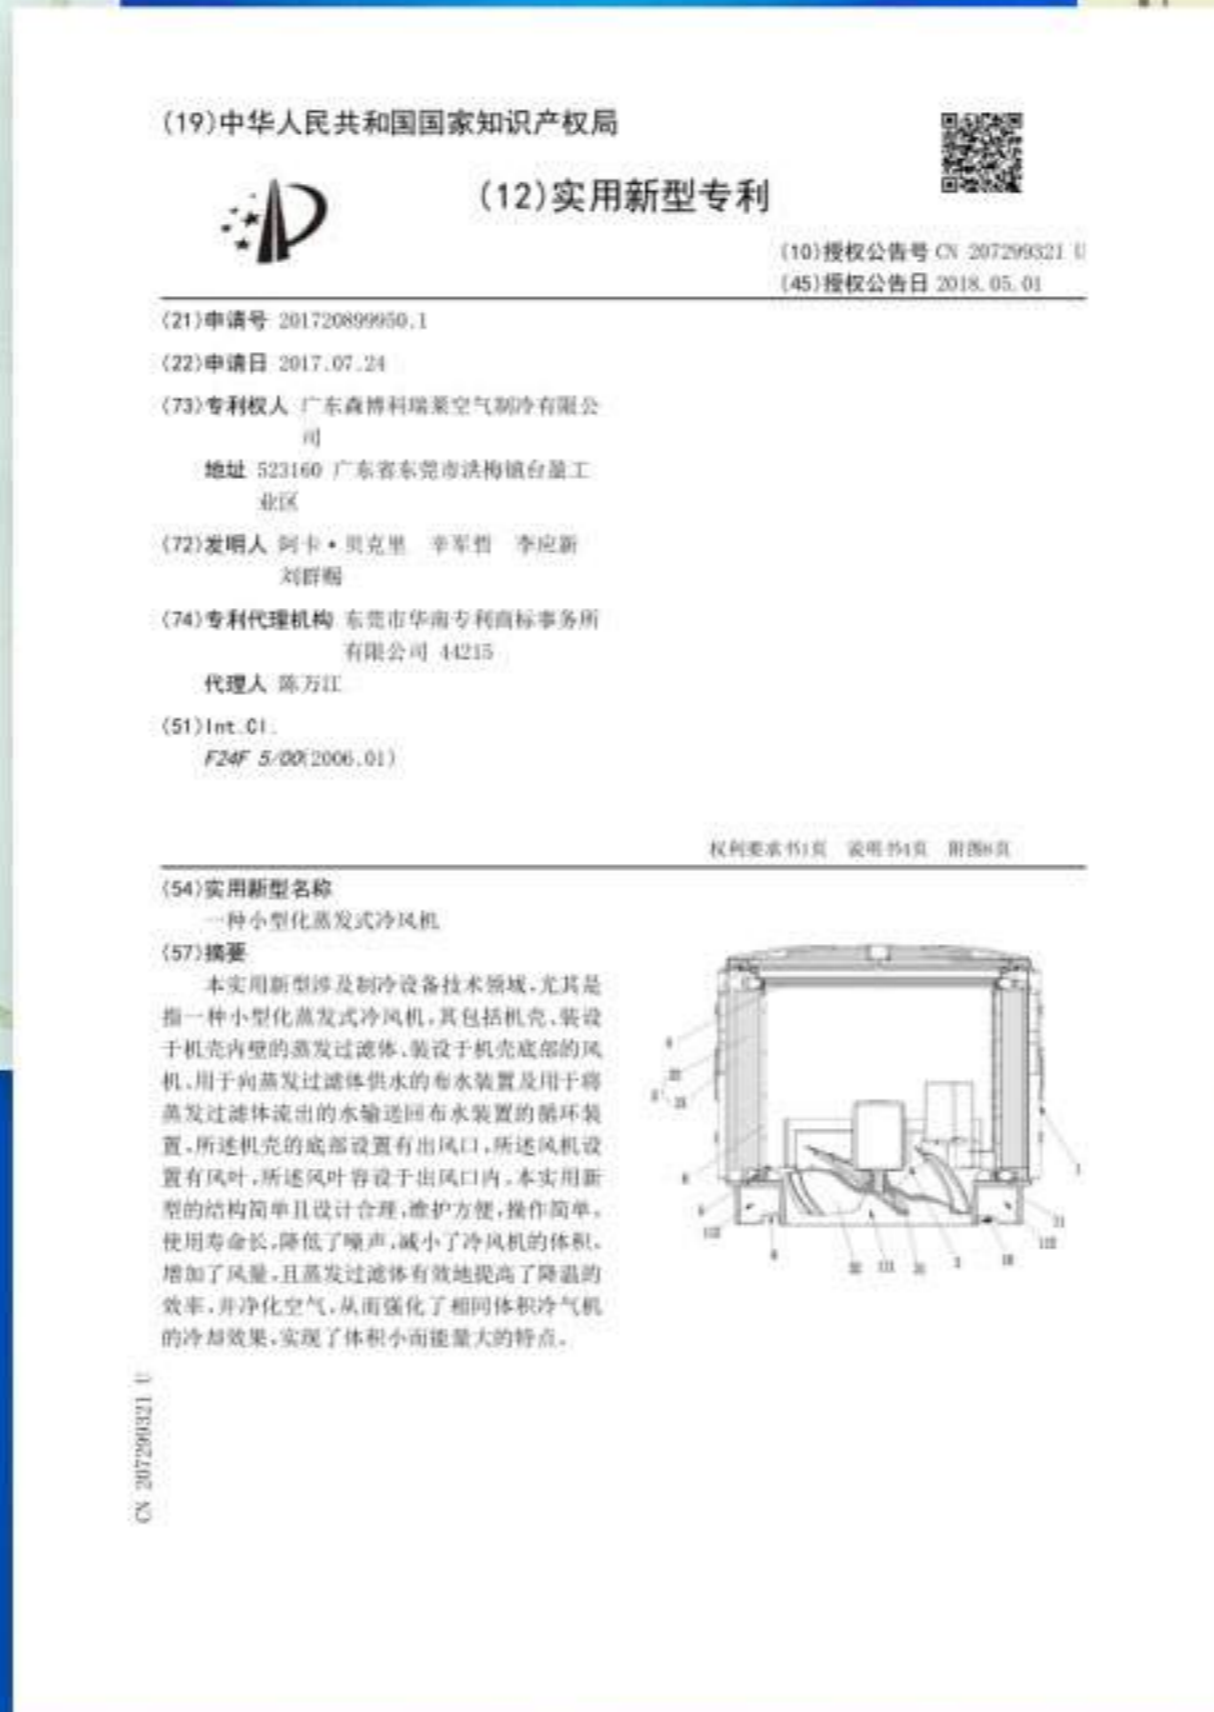 (19)中华人民共和国国家知识产权局
(12)实用新型专利
(10)授权公告号 CN 207299321 U
(45)授权公告日 2018.05.01
(21)申请号 201720899950.1
(22)申请日 2017.07.24
(73)专利权人 广东森博科瑞莱空气制冷有限公
司
地址 523160 广东省东莞市洪梅镇台盈工
业区
(72)发明人 阿卡·贝克里 辛军哲 李应新
刘群赐
(74)专利代理机构 东莞市华南专利商标事务所
有限公司 44215
代理人 陈万江
(51)Int.Cl.
F24F 5/00(2006.01)
权利要求书1页 说明书4页 附图8页
(54)实用新型名称
一种小型化蒸发式冷风机
(57)摘要
本实用新型涉及制冷设备技术领域,尤其是
指一种小型化蒸发式冷风机,其包括机壳、装设
于机壳内壁的蒸发过滤体、装设于机壳底部的风
机、用于向蒸发过滤体供水的布水装置及用于将
蒸发过滤体流出的水输送回布水装置的循环装
置,所述机壳的底部设置有出风口,所述风机设
置有风叶,所述风叶容设于出风口内。本实用新
型的结构简单且设计合理,维护方便,操作简单,
使用寿命长,降低了噪声,减小了冷风机的体积,
增加了风量,且蒸发过滤体有效地提高了降温的
效率,并净化空气,从而强化了相同体积冷气机
的冷却效果,实现了体积小而能量大的特点。
1
11
112
10
3
31
111
32
CN 207299321 U